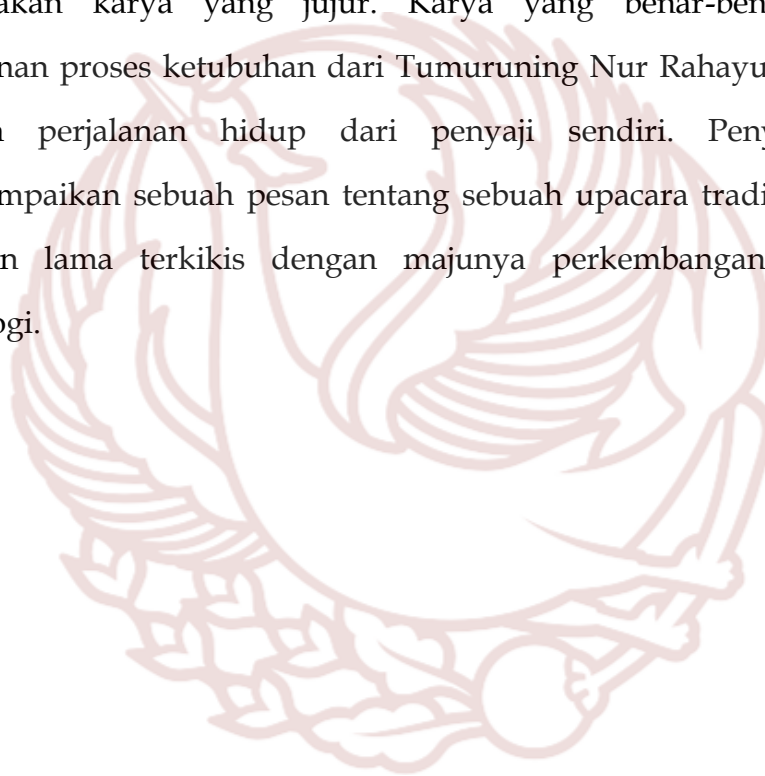 akan karya yang jujur. Karya yang benar-ben
nan proses ketubuhan dari Tumuruning Nur Rahayu
perjalanan hidup dari penyaji sendiri. Peny
mpaikan sebuah pesan tentang sebuah upacara tradi
n lama terkikis dengan majunya perkembangan
ogi.